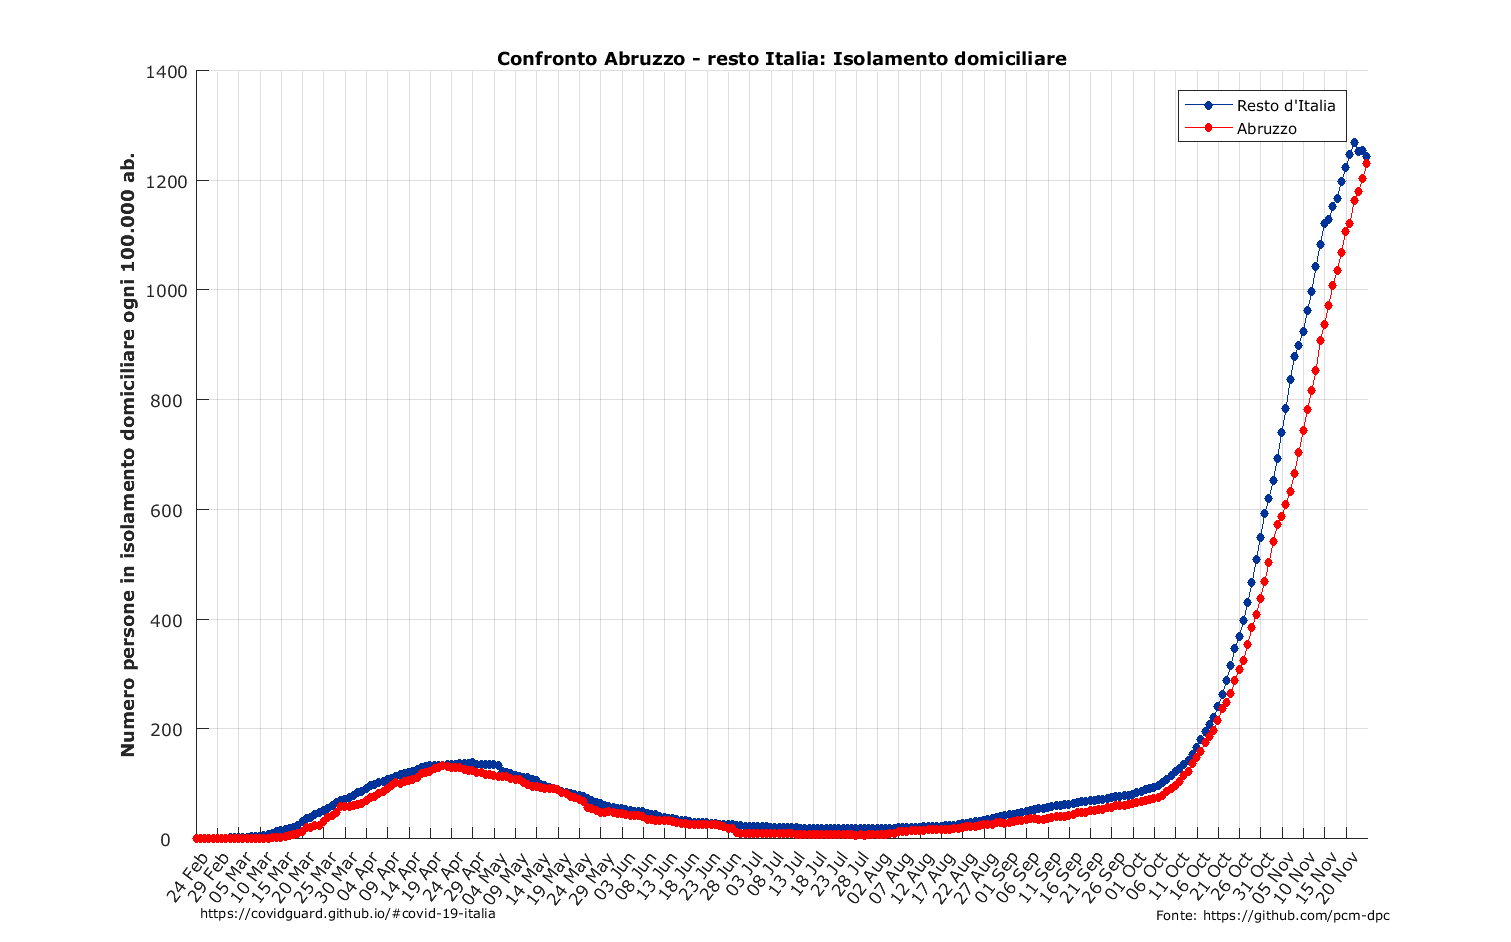 Confronto Abruzzo - resto Italia: Isolamento domiciliare
Numero persone in isolamento domiciliare ogni 100.000 ab.
1400
1200
1000
800
600
400
200
0
Resto d'Italia
Abruzzo
24 Feb
29 Feb
05 Mar
10 Mar
15 Mar
20 Mar
25 Mar
30 Mar
04 Apr
09 Apr
14 Apr
19 Apr
24 Apr
29 Apr
04 May
09 May
14 May
19 May
24 May
29 May
03 Jun
08 Jun
13 Jun
18 Jun
23 Jun
28 Jun
03 Jul
08 Jul
13 Jul
18 Jul
23 Jul
28 Jul
02 Aug
07 Aug
12 Aug
17 Aug
22 Aug
27 Aug
01 Sep
06 Sep
11 Sep
16 Sep
21 Sep
26 Sep
01 Oct
06 Oct
11 Oct
16 Oct
21 Oct
26 Oct
31 Oct
05 Nov
10 Nov
15 Nov
20 Nov
https://covidguard.github.io/#covid-19-italia
Fonte: https://github.com/pcm-dpc